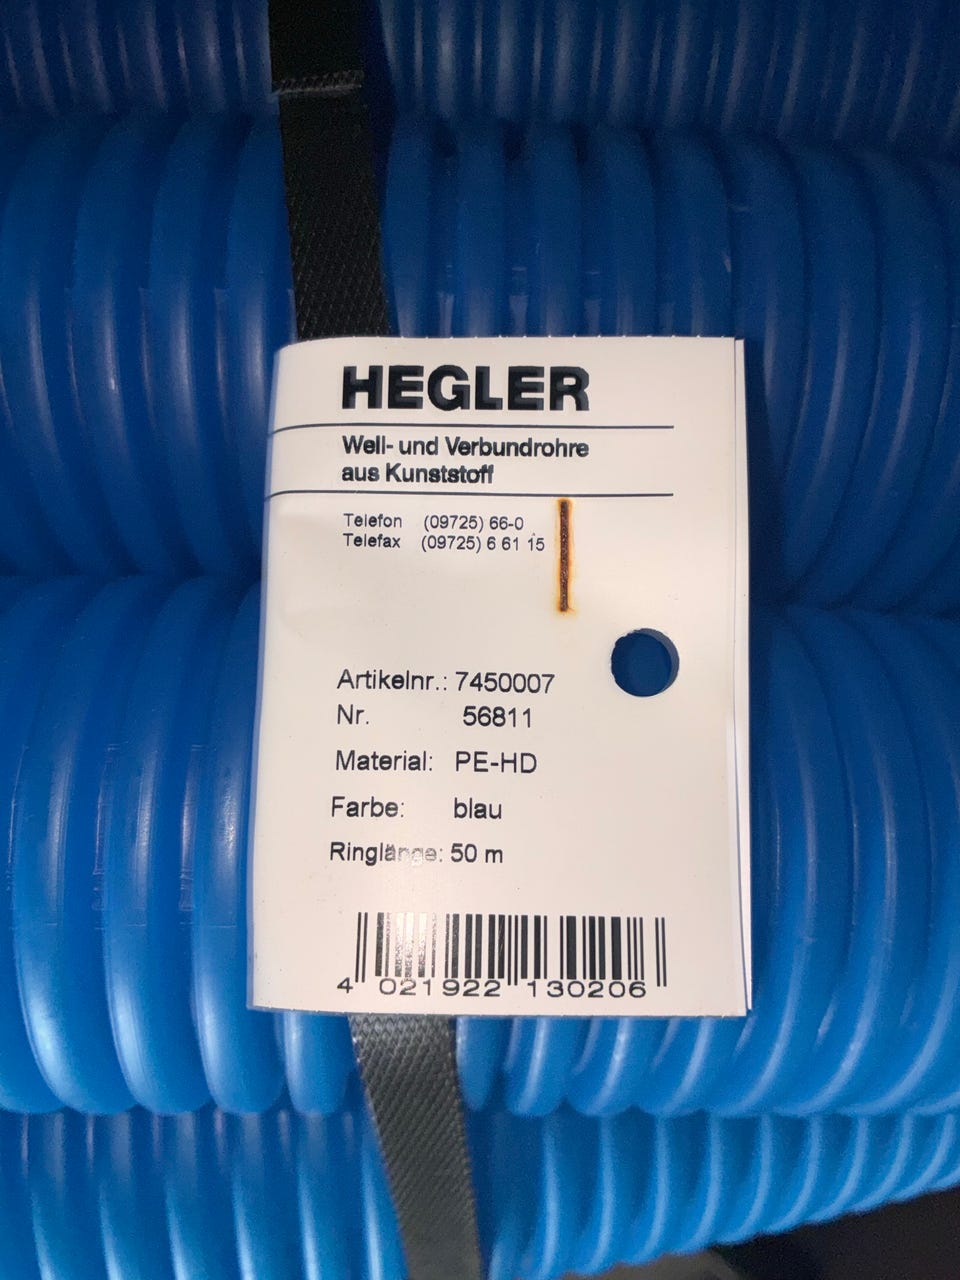 HEGLER
Well- und Verbundrohre
aus Kunststoff
Telefon (09725) 66-0
Telefax (09725) 6 61 15
Artikelnr.: 7450007
Nr. 56811
Material: PE-HD
Farbe: blau
Ringlänge: 50 m
4 021922 130206